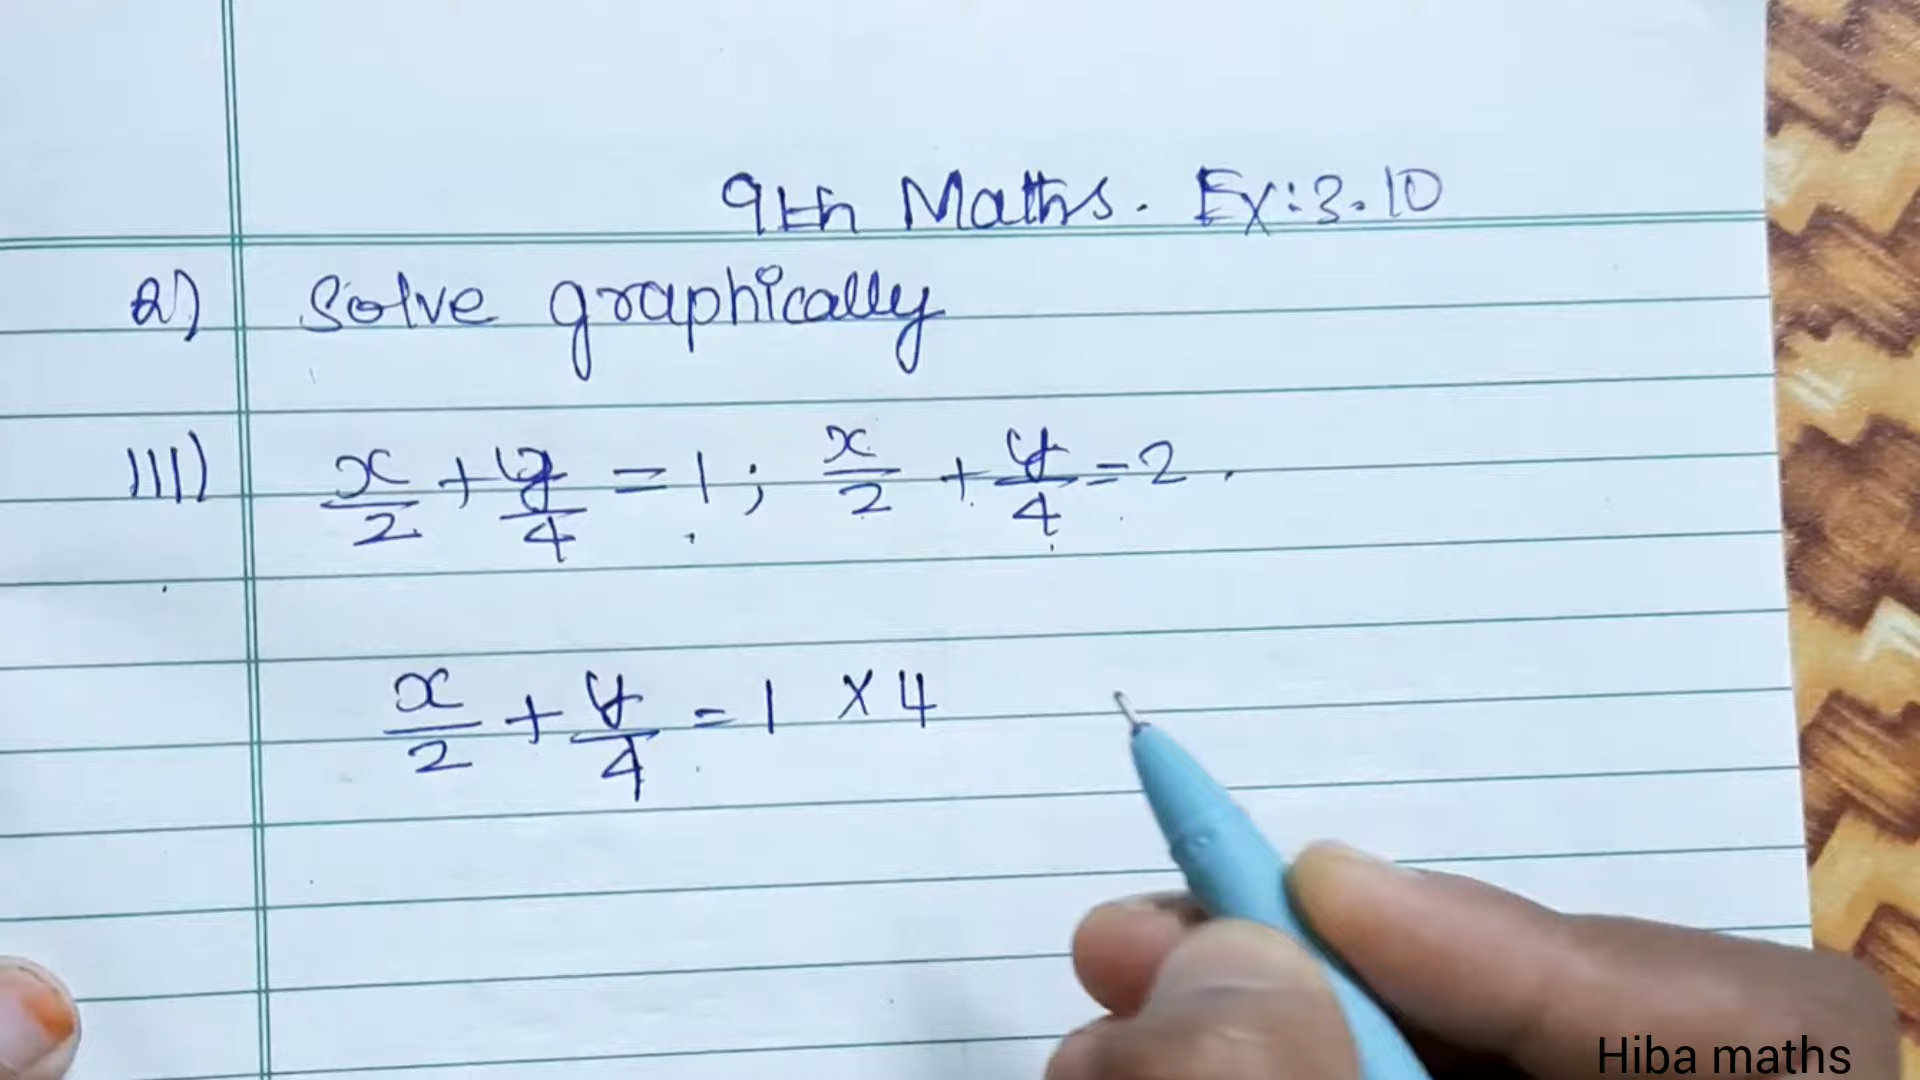 9th Maths. Ex:3.10
2) Solve graphically
iii) x/2 + y/4 = 1 ; x/2 + y/4 = 2.
x/2 + y/4 = 1 × 4
Hiba maths